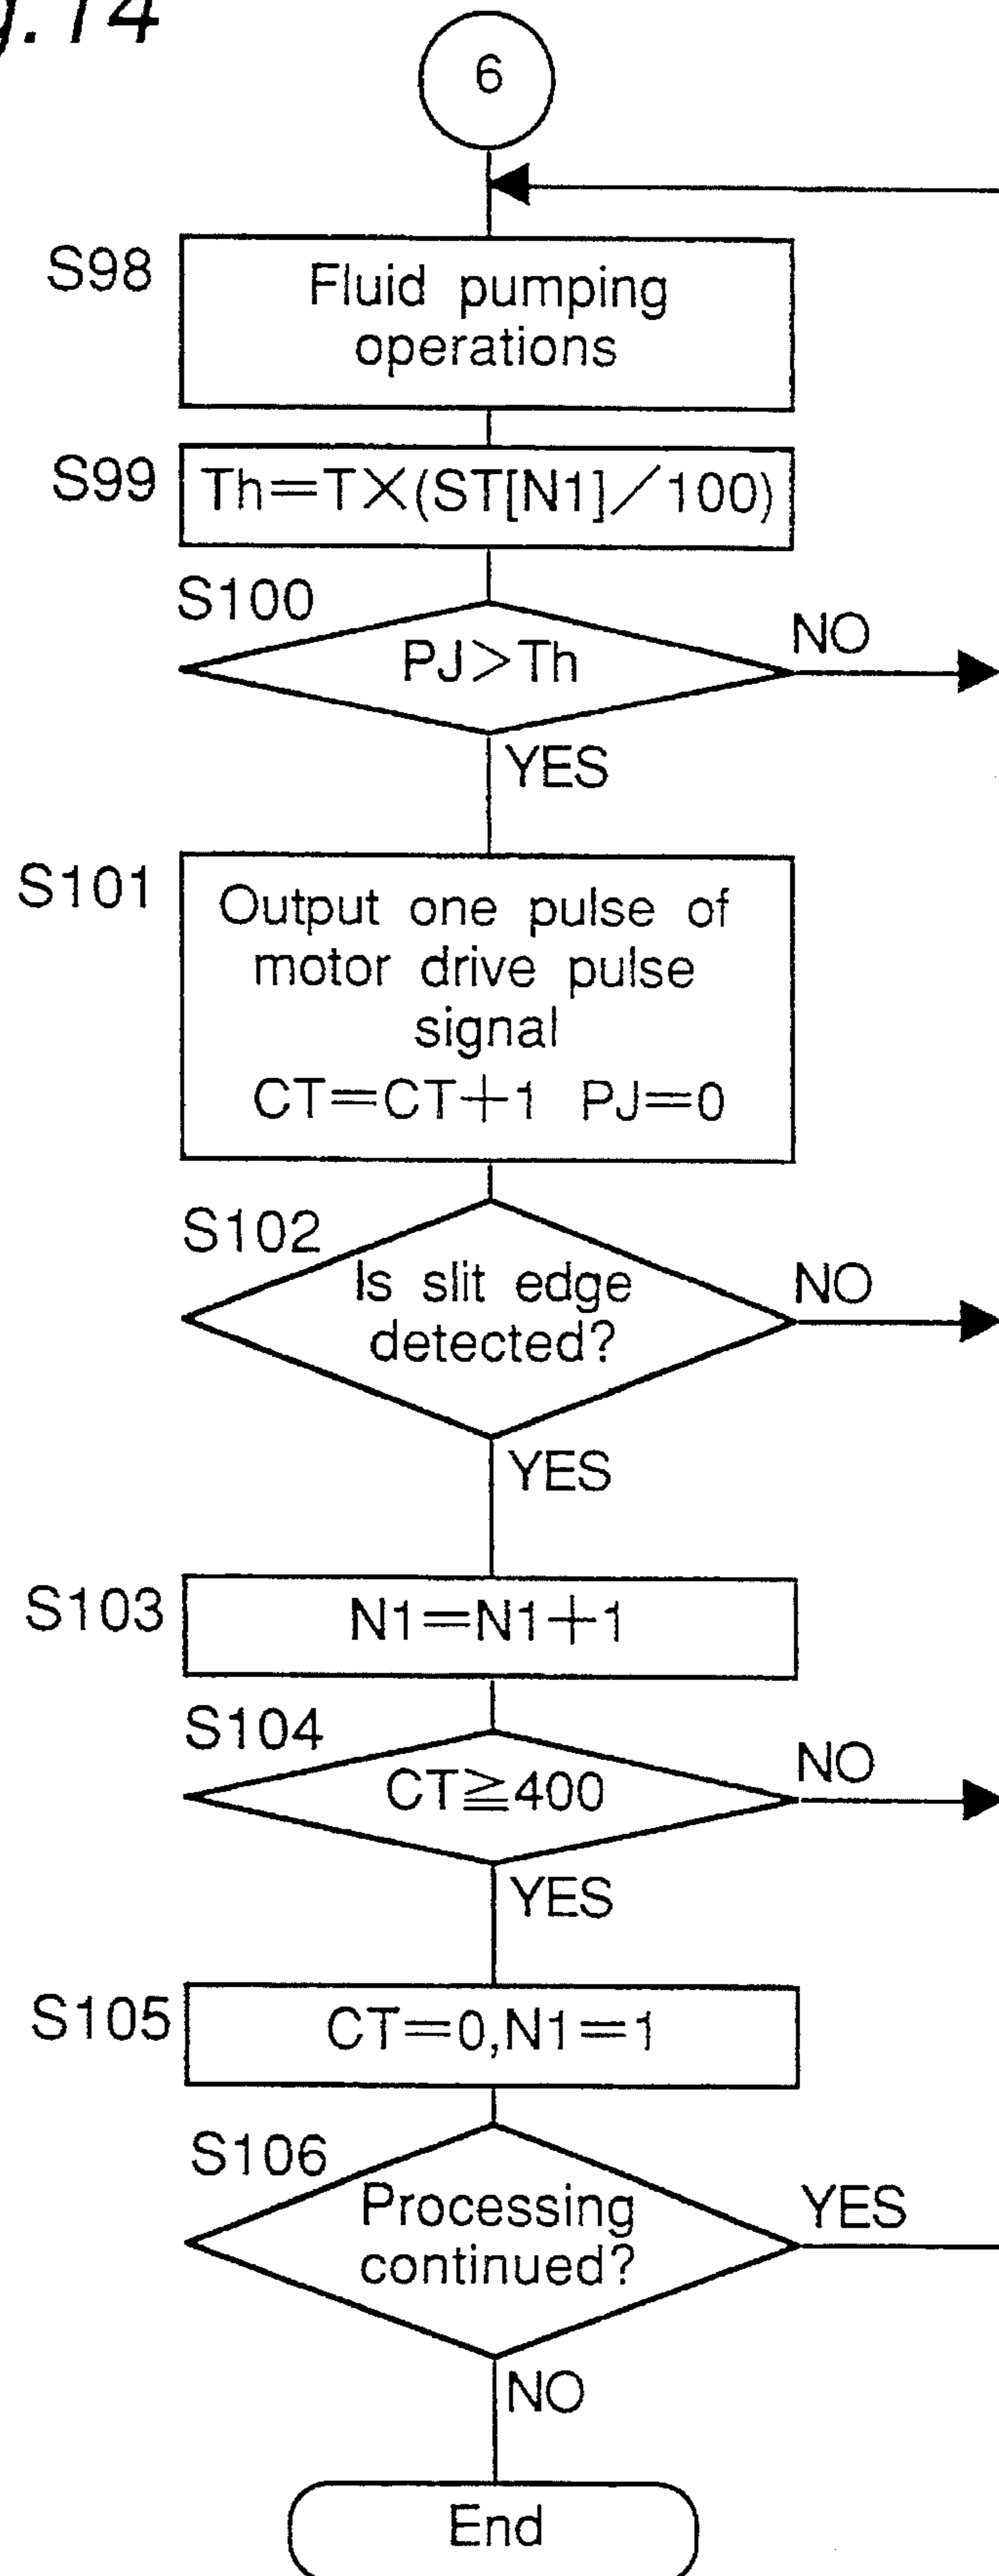 g.14
6
S98
Fluid pumping
operations
S99
Th=T×(ST[N1]/100)
S100
PJ>Th
NO
YES
S101
Output one pulse of
motor drive pulse
signal
CT=CT+1 PJ=0
S102
Is slit edge
detected?
NO
YES
S103
N1=N1+1
S104
CT≧400
NO
YES
S105
CT=0,N1=1
S106
Processing
continued?
YES
NO
End